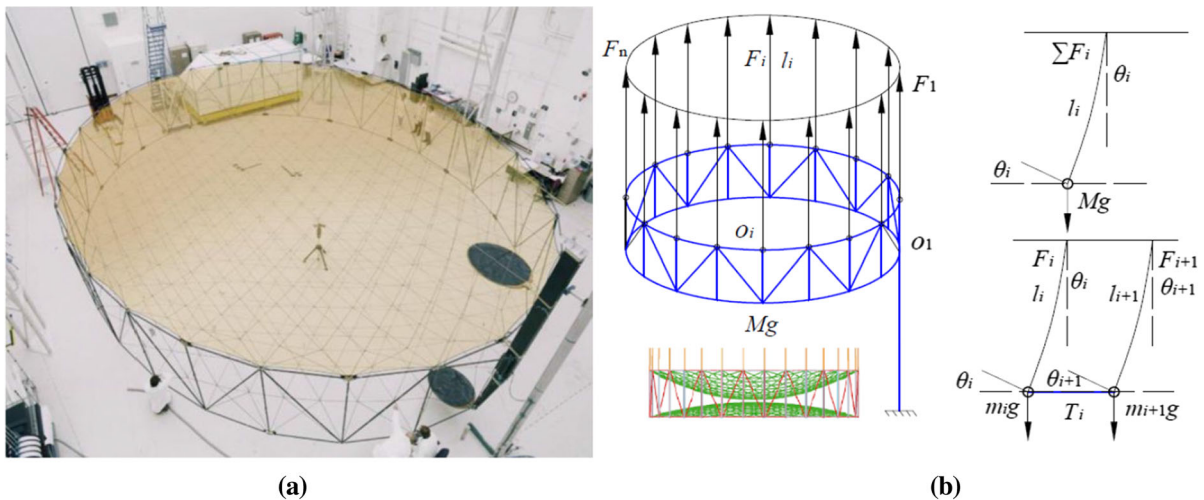 Fn
Fi li
F1
oi
o1
Mg
∑Fi
θi
li
θi
Mg
Fi
θi
li
Fi+1
θi+1
li+1
θi
θi+1
mig
Ti
mi+1g
(a)
(b)